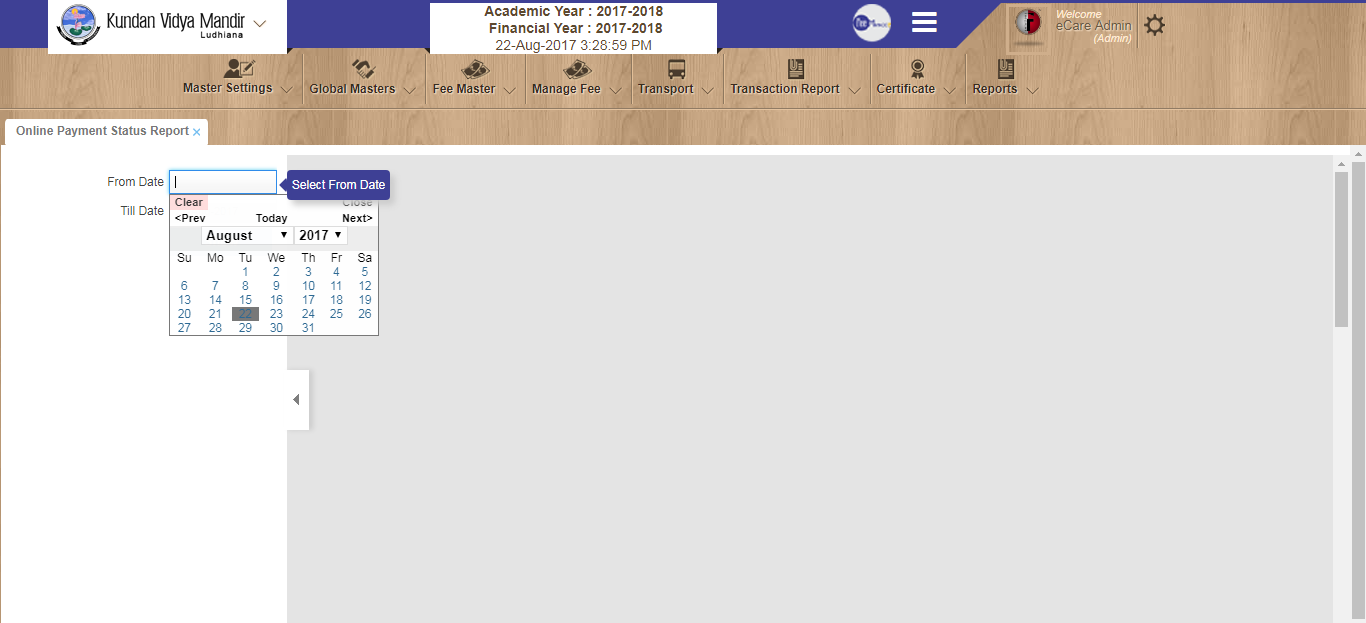 Kundan Vidya Mandir
Ludhiana
Academic Year : 2017-2018
Financial Year : 2017-2018
22-Aug-2017 3:28:59 PM
Welcome
eCare Admin
(Admin)
Master Settings
Global Masters
Fee Master
Manage Fee
Transport
Transaction Report
Certificate
Reports
Online Payment Status Report ×
From Date
Select From Date
Till Date
Clear Close
<Prev Today Next>
August ▼ 2017 ▼
Su Mo Tu We Th Fr Sa
1 2 3 4 5
6 7 8 9 10 11 12
13 14 15 16 17 18 19
20 21 22 23 24 25 26
27 28 29 30 31